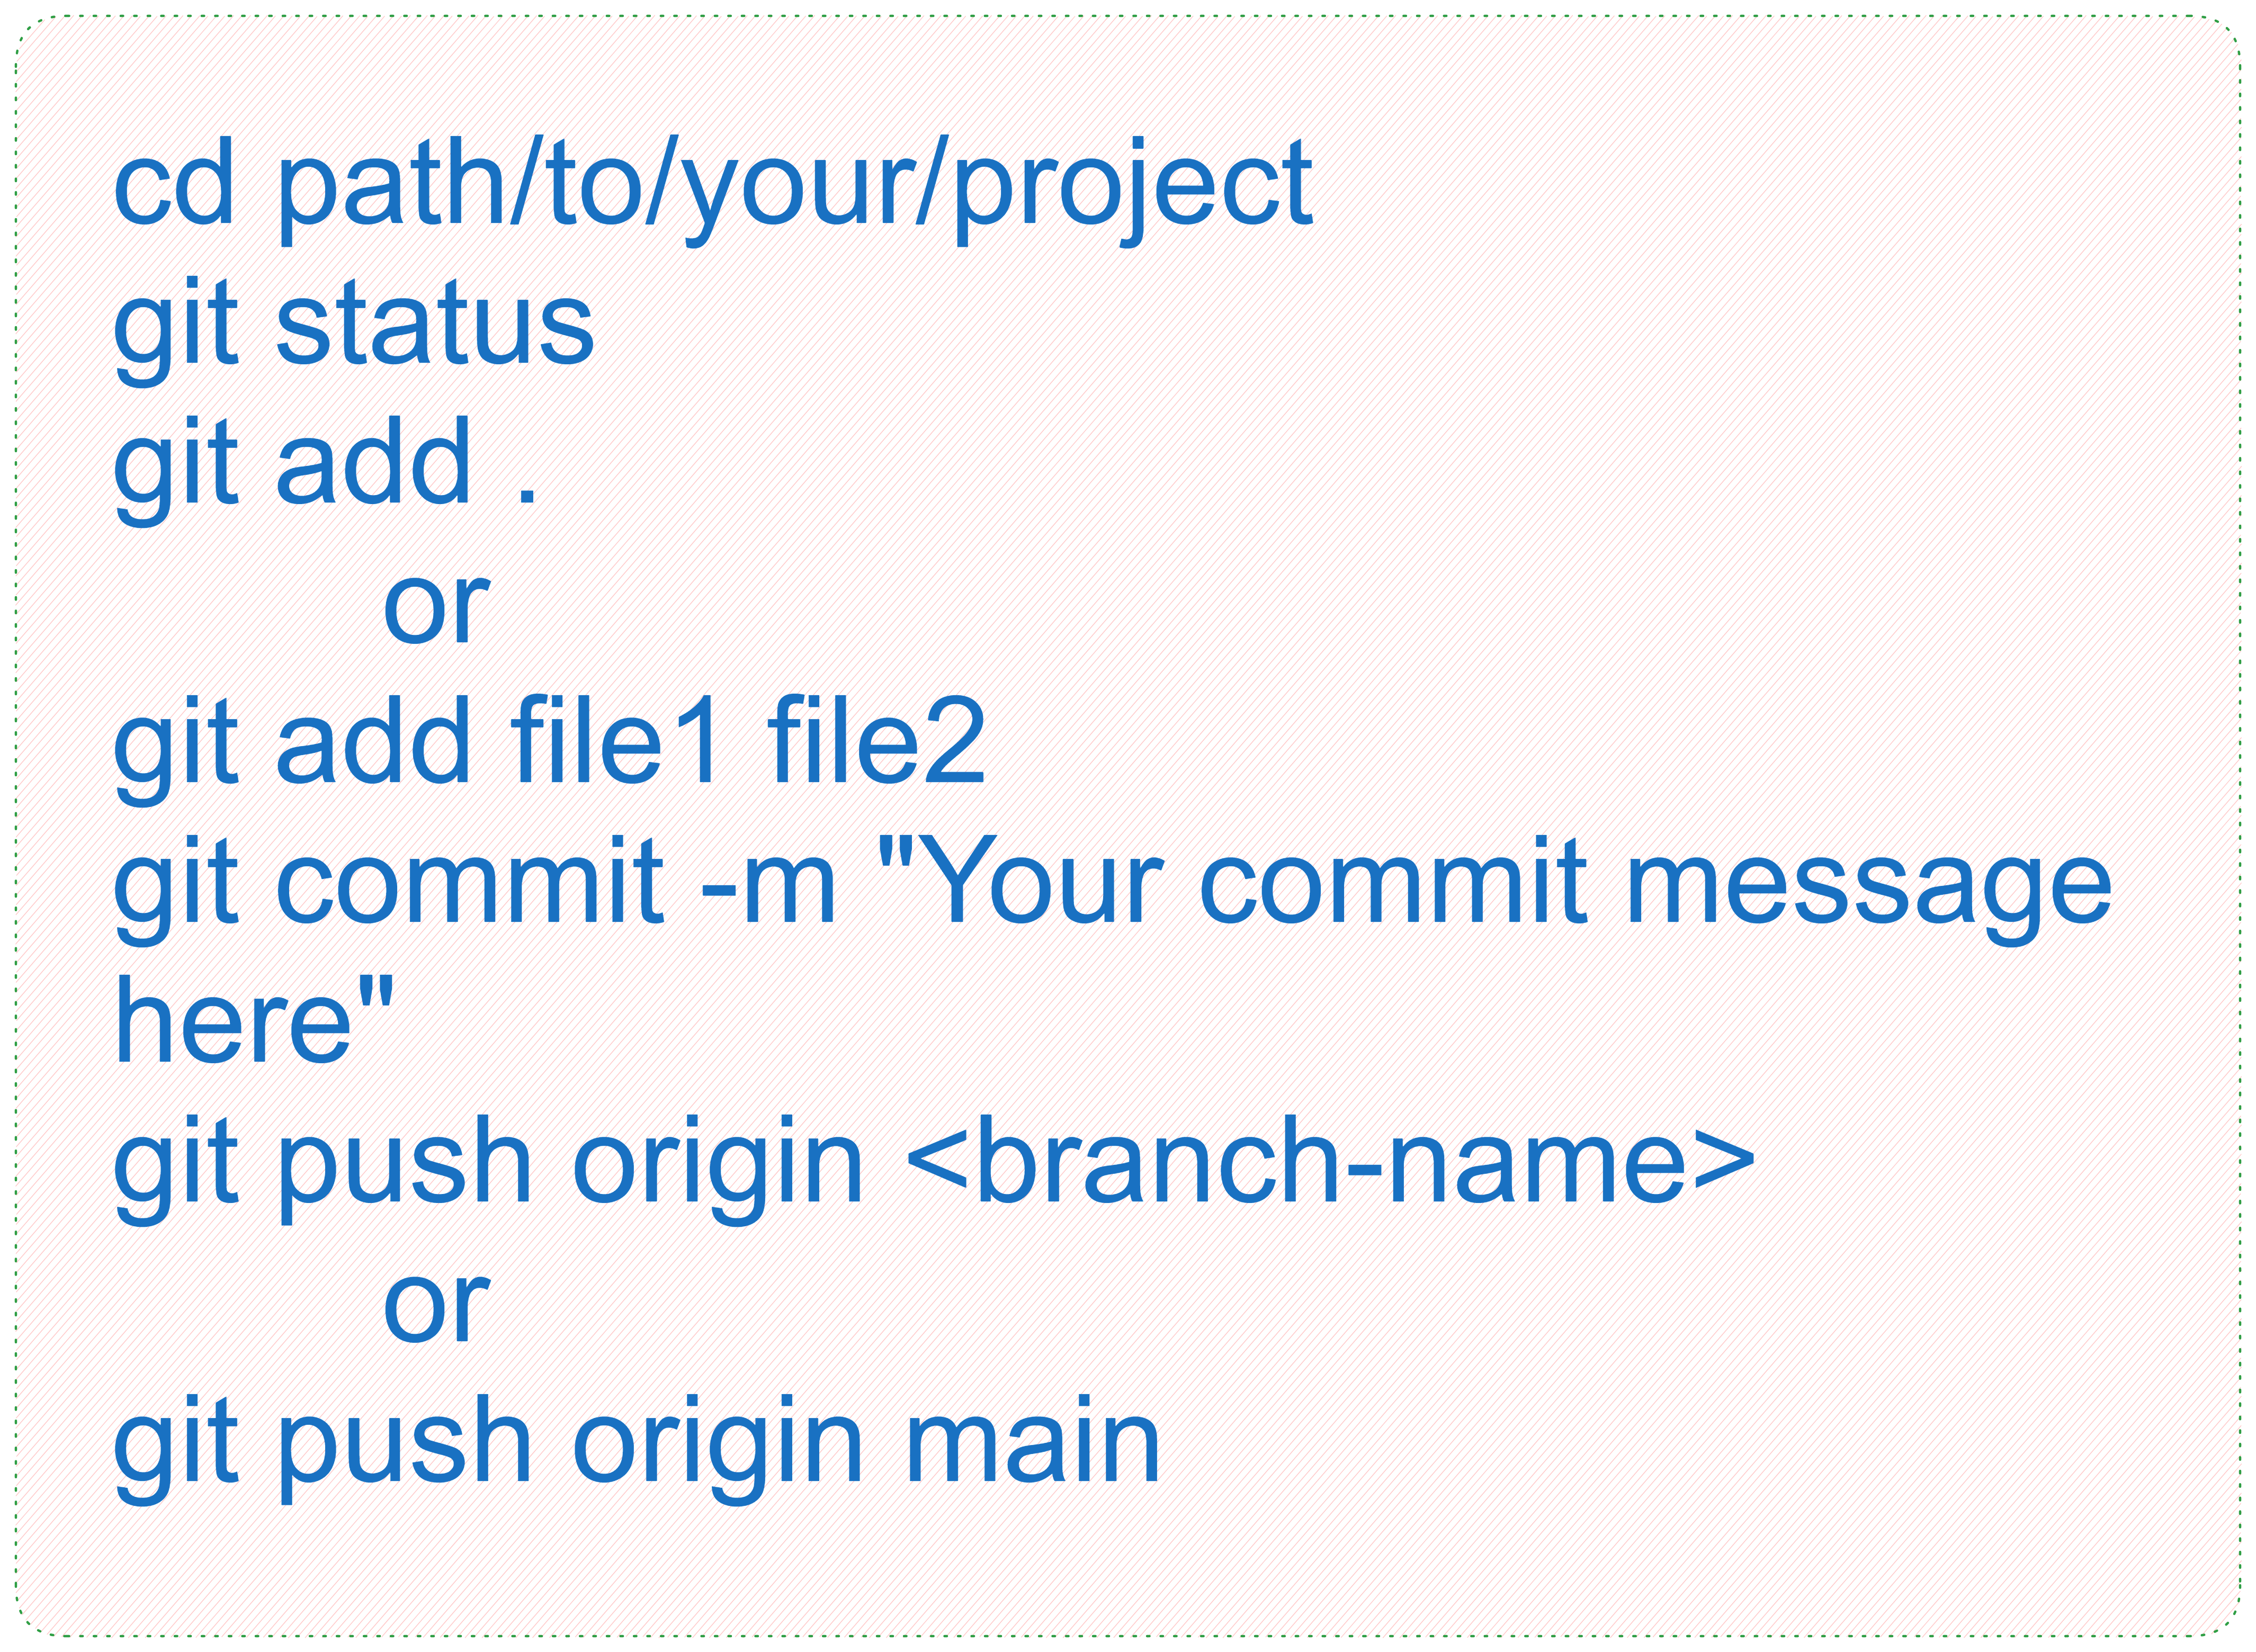 cd path/to/your/project
git status
git add .
or
git add file1 file2
git commit -m "Your commit message
here"
git push origin <branch-name>
or
git push origin main